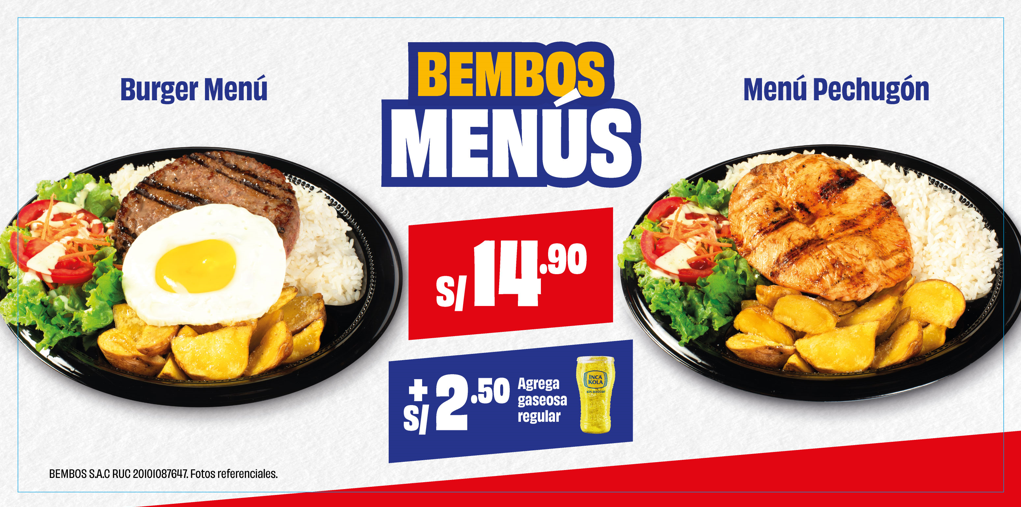 BEMBOS
MENÚS
Burger Menú
Menú Pechugón
S/14.90
+
S/2.50
Agrega
gaseosa
regular
INCA
KOLA
BEMBOS S.A.C RUC 20101087647. Fotos referenciales.